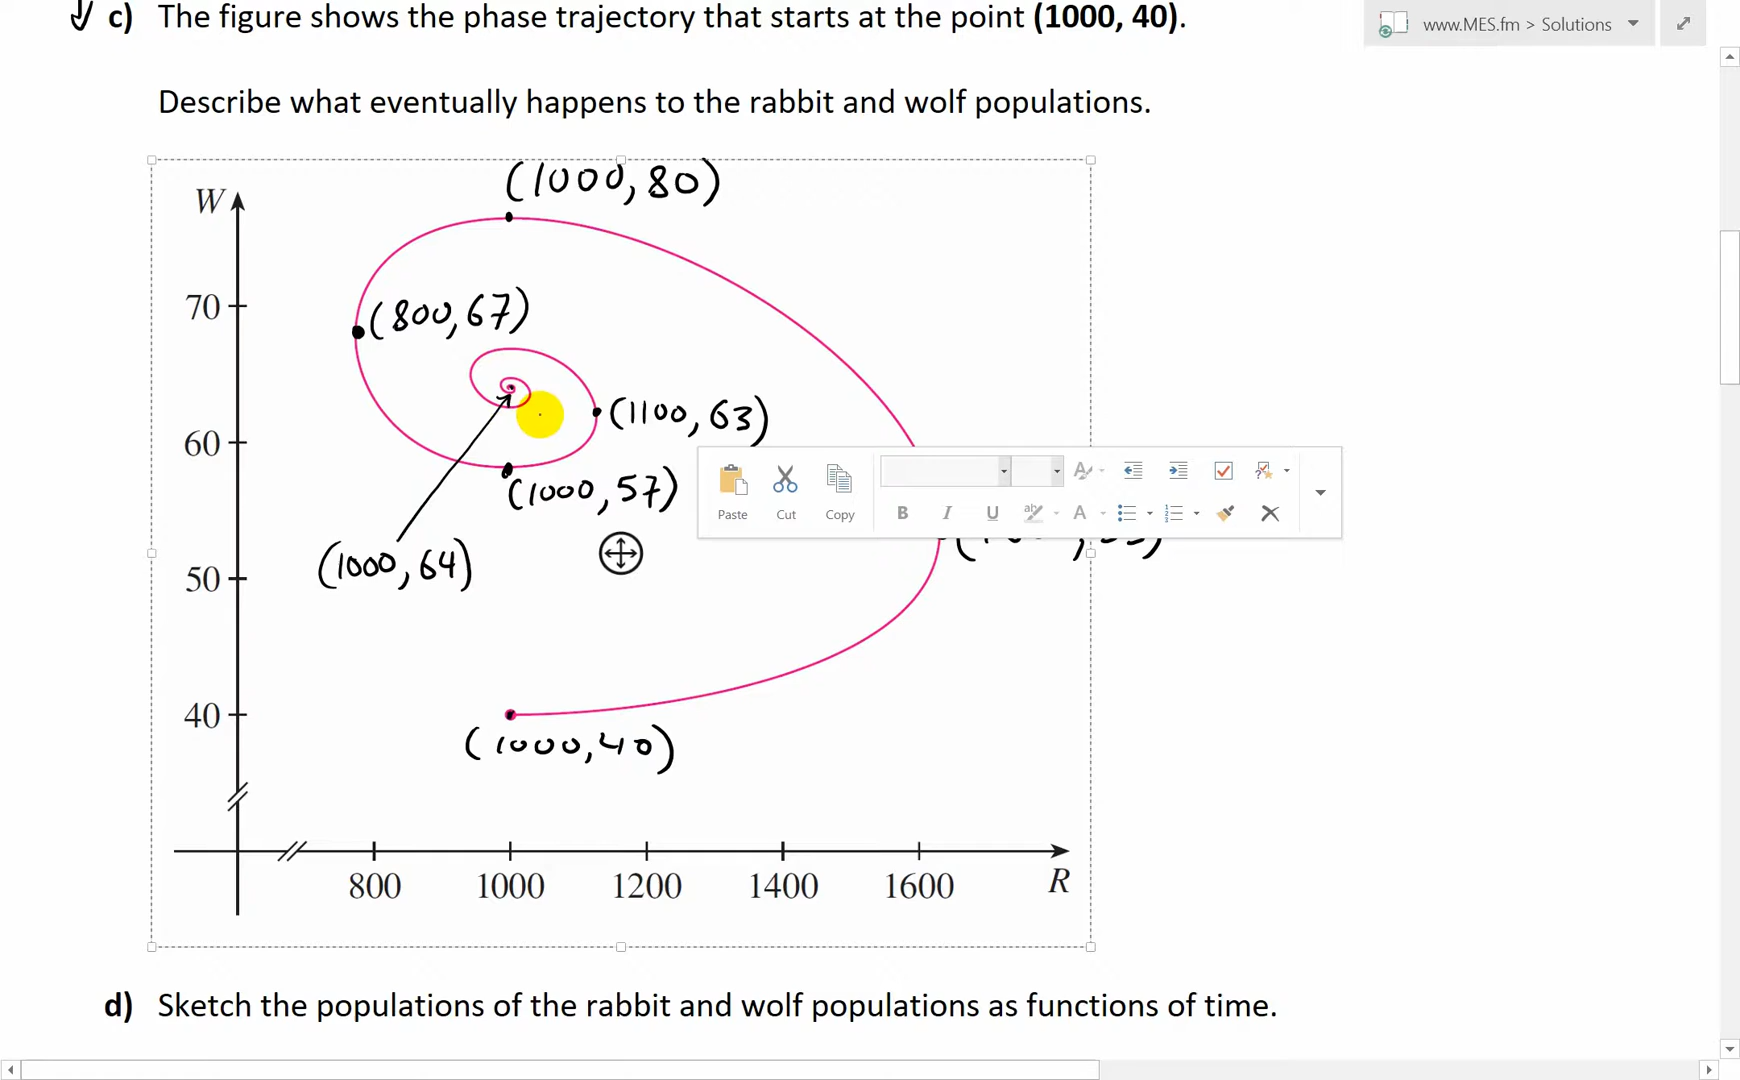 c) The figure shows the phase trajectory that starts at the point (1000, 40).
www.MES.fm > Solutions
Describe what eventually happens to the rabbit and wolf populations.
(1000,80)
W
70
(800,67)
(1100,63)
60
(1000,57)
Paste Cut Copy
B I U ab A
(1000,64)
50
40
(1000,40)
800 1000 1200 1400 1600 R
d) Sketch the populations of the rabbit and wolf populations as functions of time.